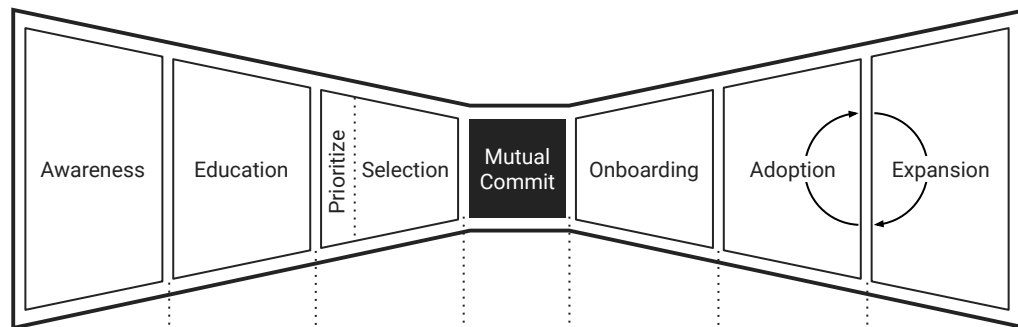 Awareness
Education
Prioritize
Selection
Mutual
Commit
Onboarding
Adoption
Expansion